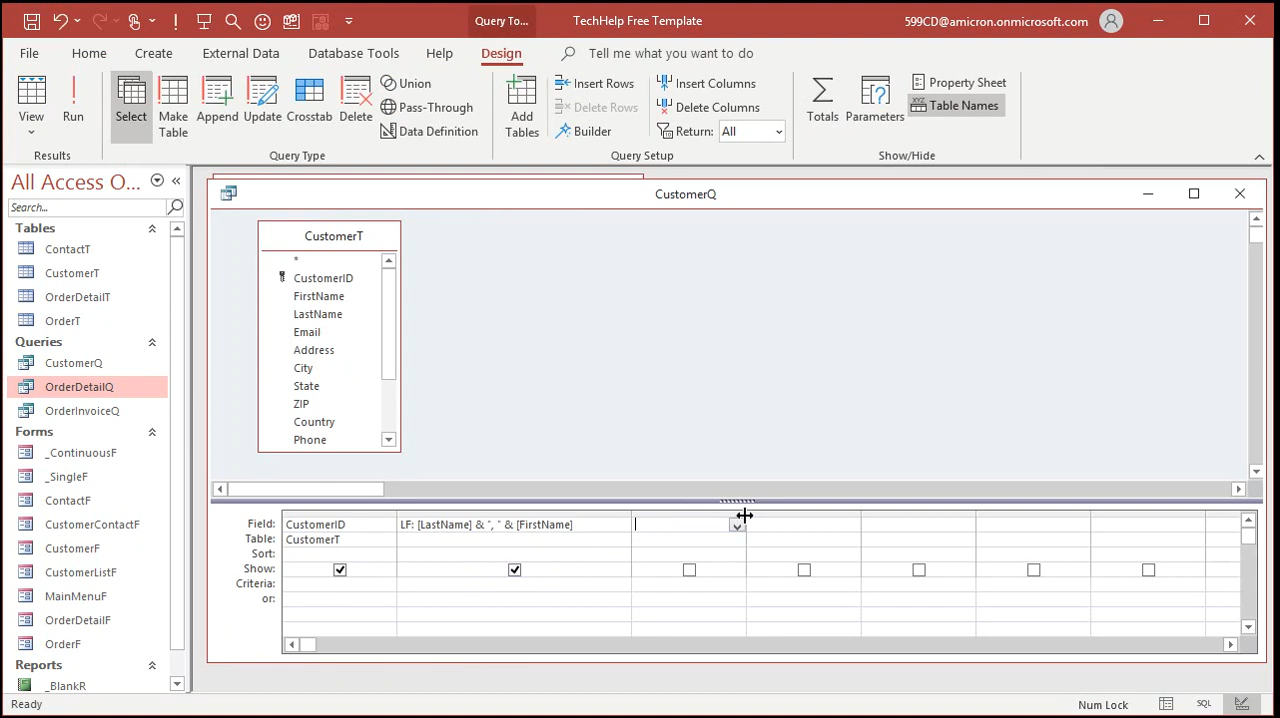 Query To... TechHelp Free Template 599CD@amicron.onmicrosoft.com
File Home Create External Data Database Tools Help Design Tell me what you want to do
View Run Select Make Table Append Update Crosstab Delete Union Pass-Through Data Definition
Add Tables Insert Rows Delete Rows Builder Insert Columns Delete Columns Return: All
Totals Parameters Property Sheet XYZ Table Names
Results Query Type Query Setup Show/Hide
All Access O...
Search...
Tables
ContactT
CustomerT
OrderDetailT
OrderT
Queries
CustomerQ
OrderDetailQ
OrderInvoiceQ
Forms
_ContinuousF
_SingleF
ContactF
CustomerContactF
CustomerF
CustomerListF
MainMenuF
OrderDetailF
OrderF
Reports
_BlankR
CustomerQ
CustomerT
*
CustomerID
FirstName
LastName
Email
Address
City
State
ZIP
Country
Phone
Field: CustomerID LF: [LastName] & ", " & [FirstName]
Table: CustomerT
Sort:
Show:
Criteria:
or:
Ready Num Lock SQL